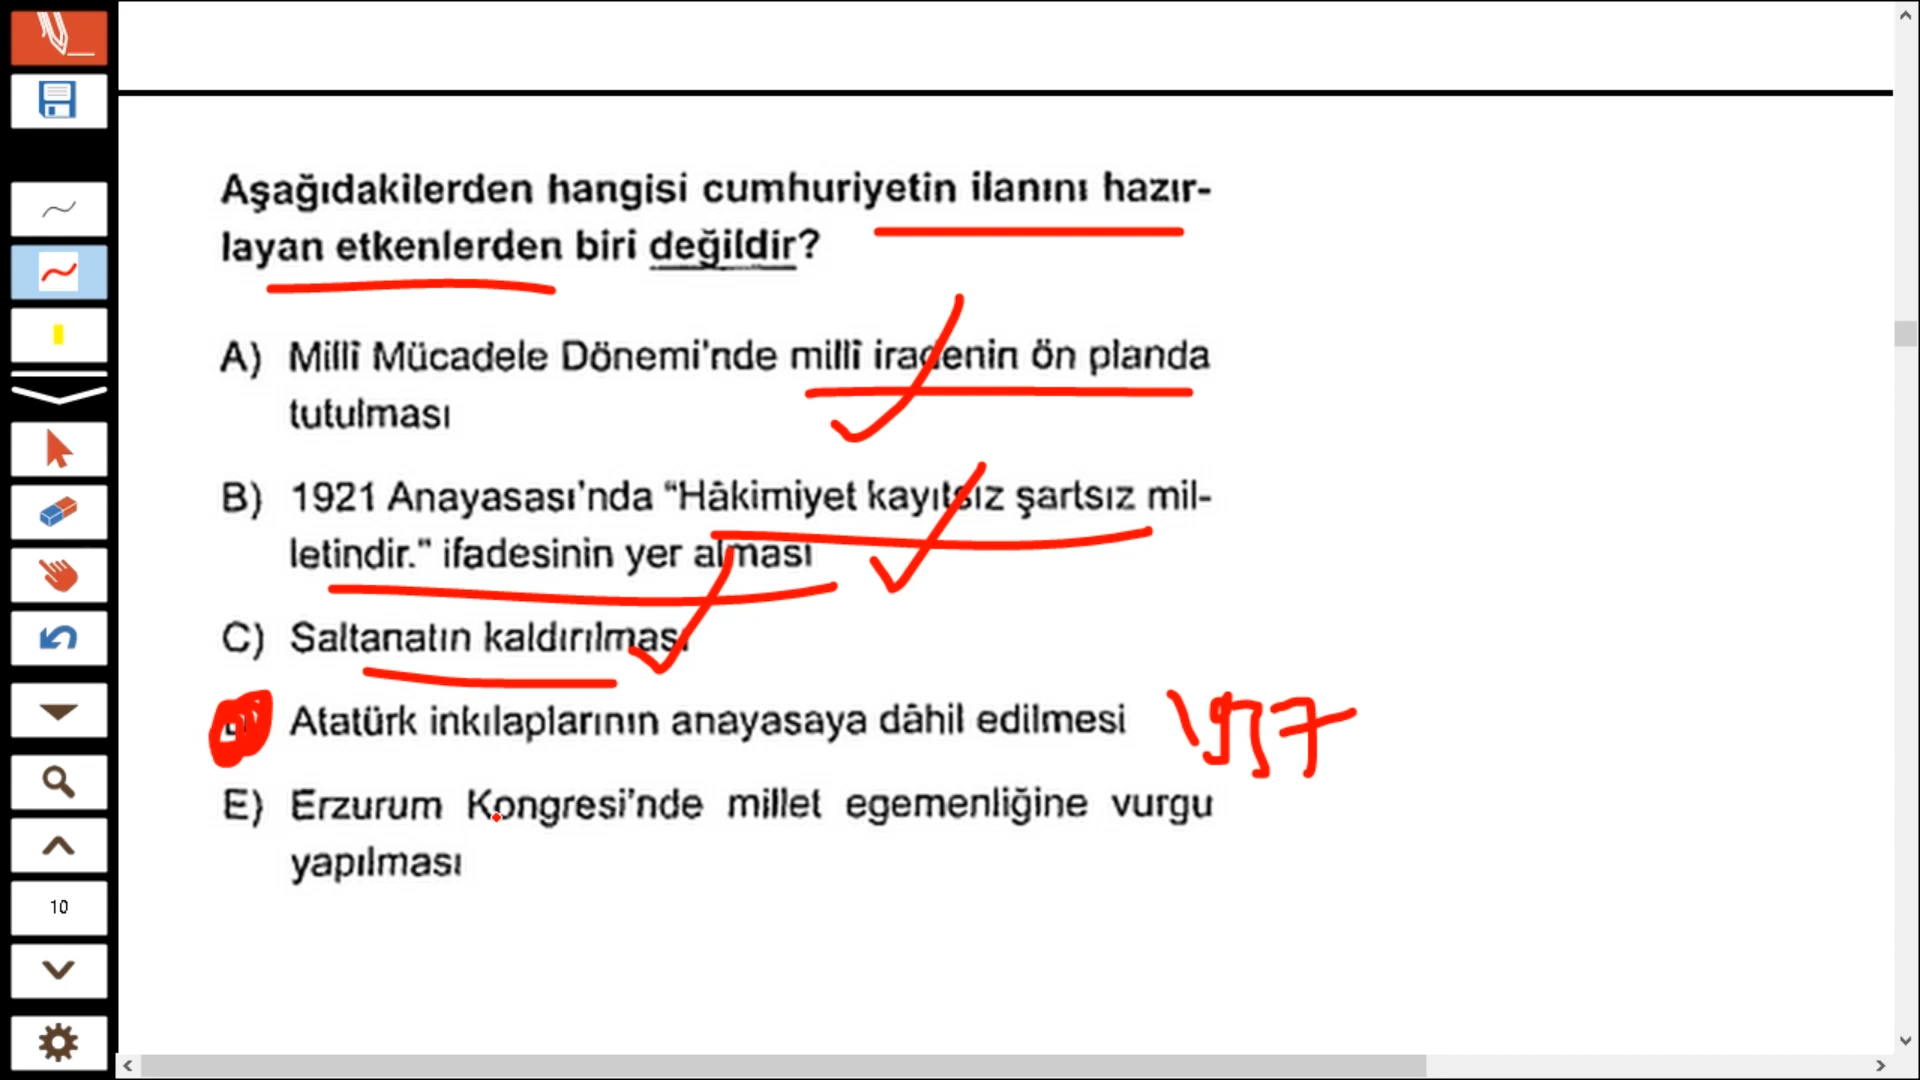 Aşağıdakilerden hangisi cumhuriyetin ilanını hazır-
layan etkenlerden biri değildir?
A) Millî Mücadele Dönemi'nde millî iradenin ön planda
tutulması
B) 1921 Anayasası'nda "Hâkimiyet kayıtsız şartsız mil-
letindir." ifadesinin yer alması
C) Saltanatın kaldırılması
Atatürk inkılaplarının anayasaya dâhil edilmesi 1937
E) Erzurum Kongresi'nde millet egemenliğine vurgu
yapılması
10